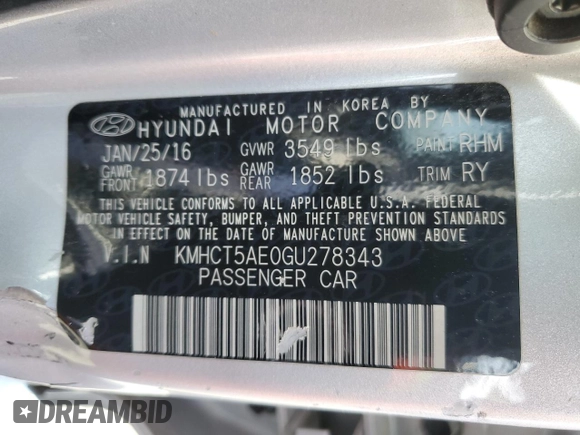 MANUFACTURED IN KOREA BY
HYUNDAI MOTOR COMPANY
JAN/25/16 GVWR 3549 lbs PAINT RHM
GAWR FRONT 1874 lbs GAWR REAR 1852 lbs TRIM RY
THIS VEHICLE CONFORMS TO ALL APPLICABLE U.S.A. FEDERAL
MOTOR VEHICLE SAFETY, BUMPER, AND THEFT PREVENTION STANDARDS
IN EFFECT ON THE DATE OF MANUFACTURE SHOWN ABOVE.
V.I.N KMHCT5AE0GU278343
PASSENGER CAR
DREAMBID